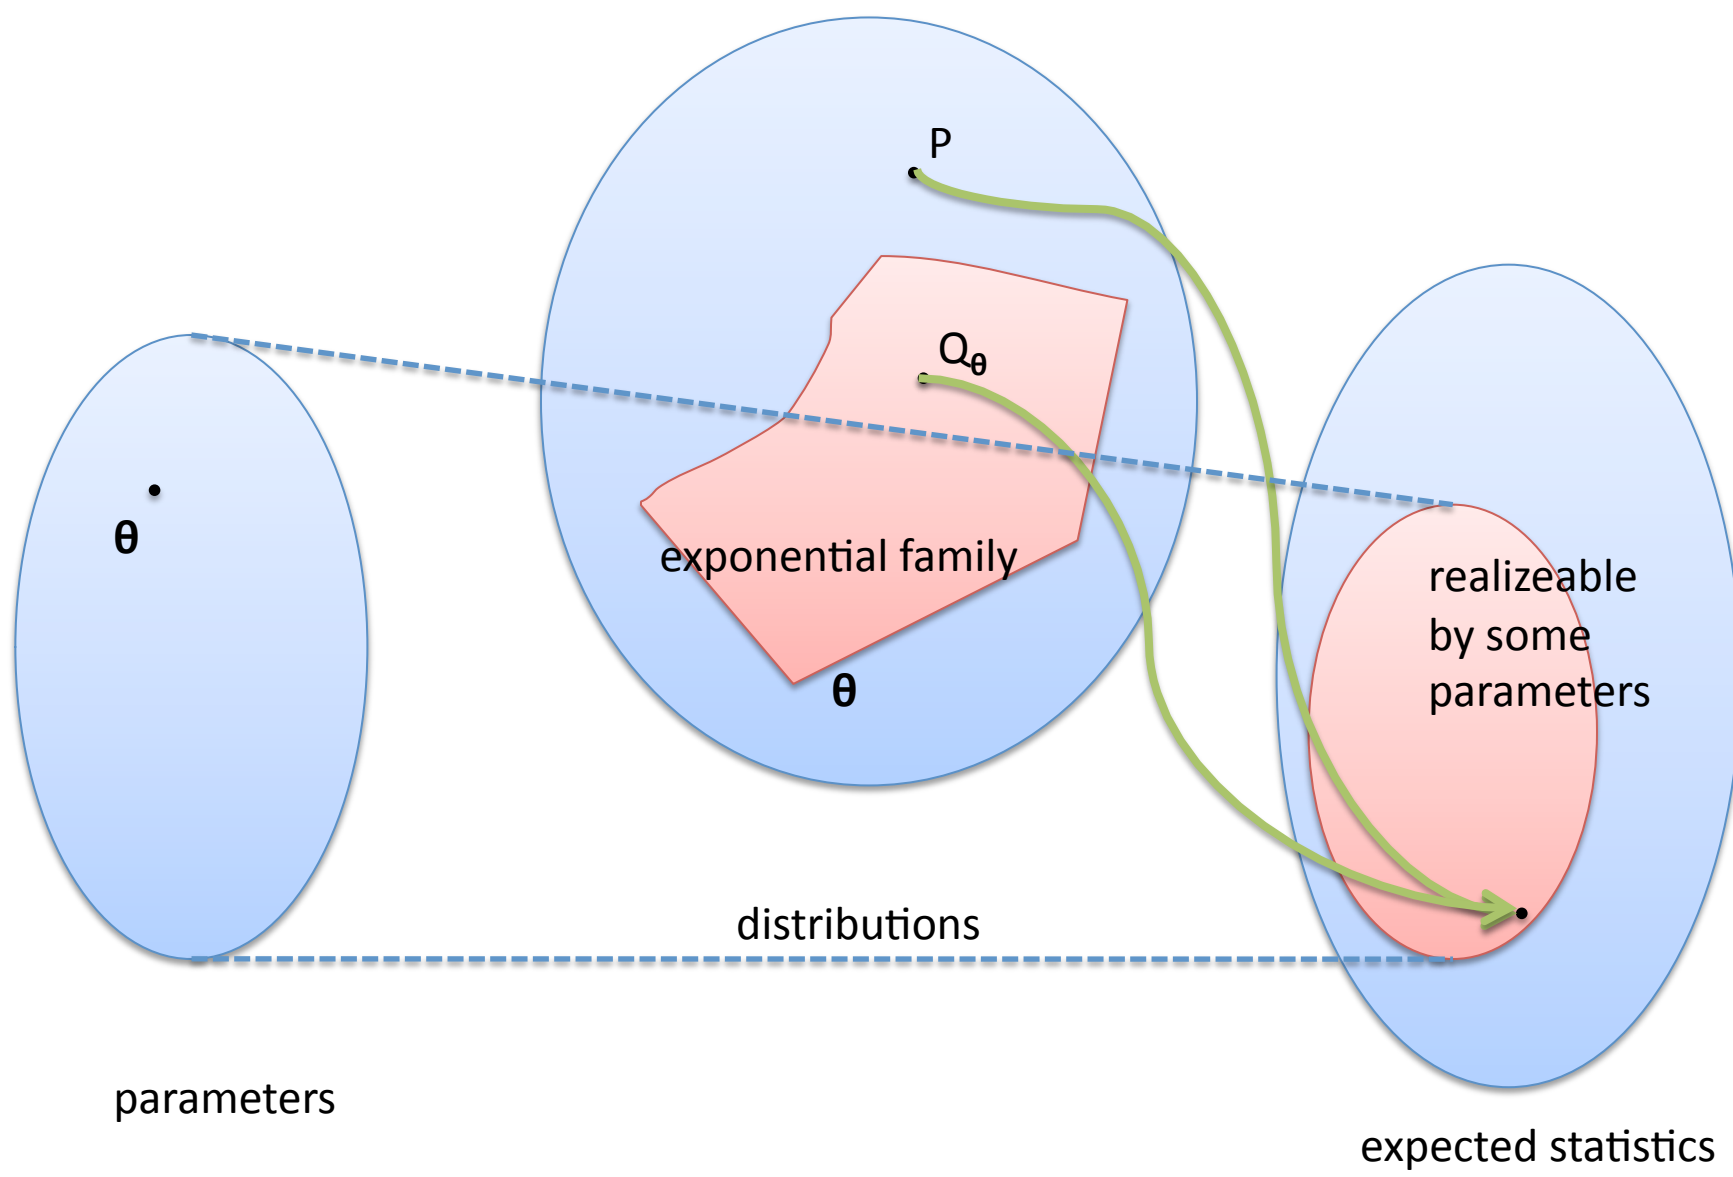 P
Qθ
θ
exponential family
realizeable
by some
parameters
θ
distributions
parameters
expected statistics